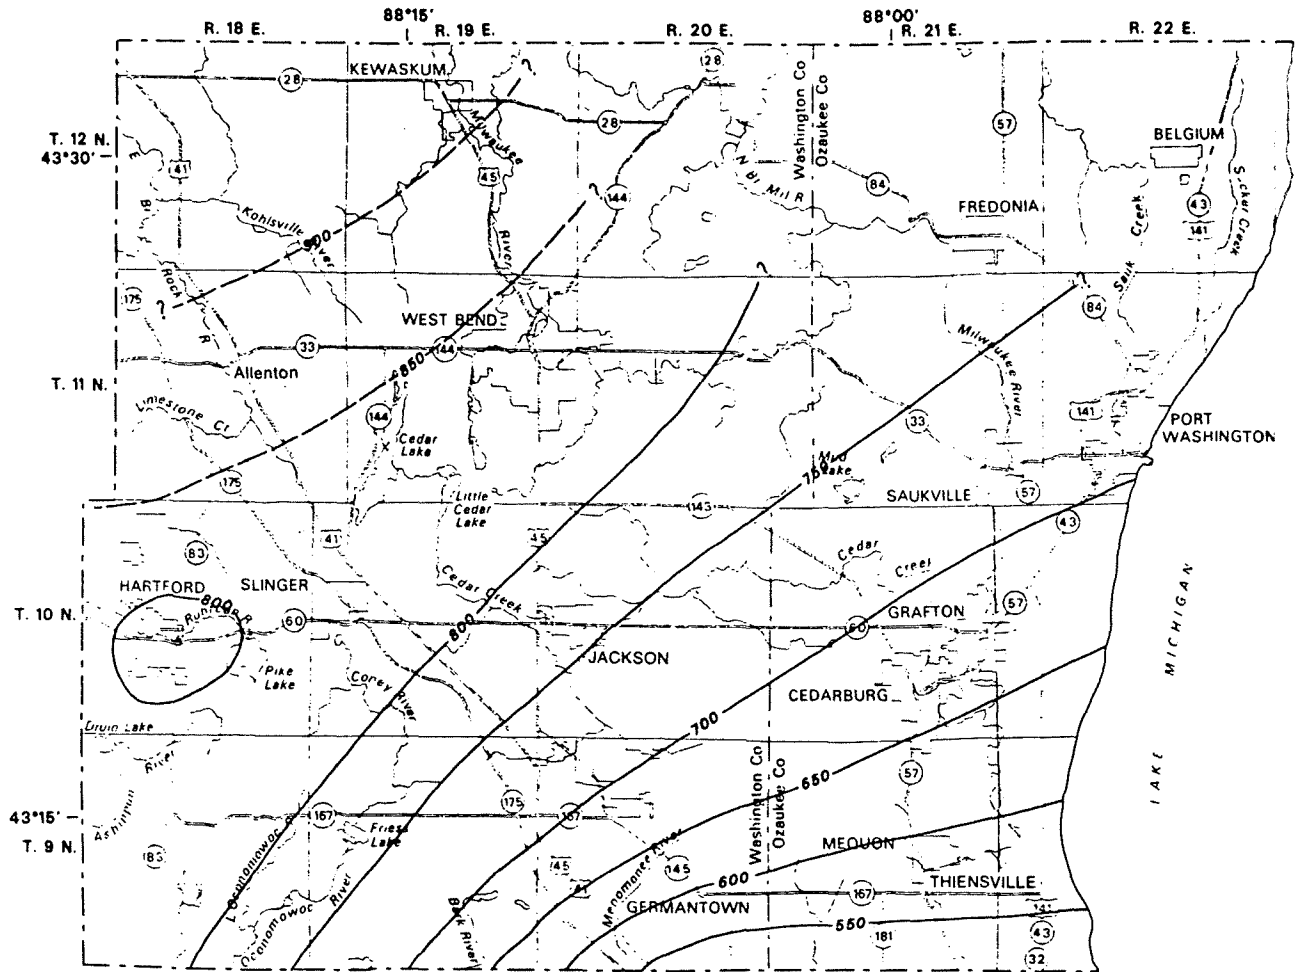 88°15' 88°00'
R. 18 E. R. 19 E. R. 20 E. R. 21 E. R. 22 E.
28
KEWASKUM
?
28
T. 12 N.
43°30'
Milwaukee
28
57
BELGIUM
Washington Co
Ozaukee Co
41
45
N Br Mil R
84
144
?
43
141
Sucker Creek
FREDONIA
Creek
Sauk
Kohlsville
River
900
River
Rock
R
175
?
?
?
84
WEST BEND
33
144
850
Allenton
Milwaukee River
T. 11 N.
Limestone Cr
144
33
141
PORT
WASHINGTON
Cedar
Lake
Mud
Lake
750
175
Little
Cedar
Lake
143
SAUKVILLE
57
43
41
45
83
Cedar
Creek
HARTFORD
SLINGER
800
Cedar Creek
57
T. 10 N.
Rubicon R
60
800
GRAFTON
60
JACKSON
Pike
Lake
Coney River
CEDARBURG
LAKE MICHIGAN
Druid Lake
700
Ashippun River
Washington Co
Ozaukee Co
650
57
43°15'
167
175
167
Friess
Lake
T. 9 N.
83
MEQUON
L Oconomowoc
45
Menomonee River
145
600
THIENSVILLE
167
Oconomowoc River
Bark River
GERMANTOWN
141
550
181
43
32